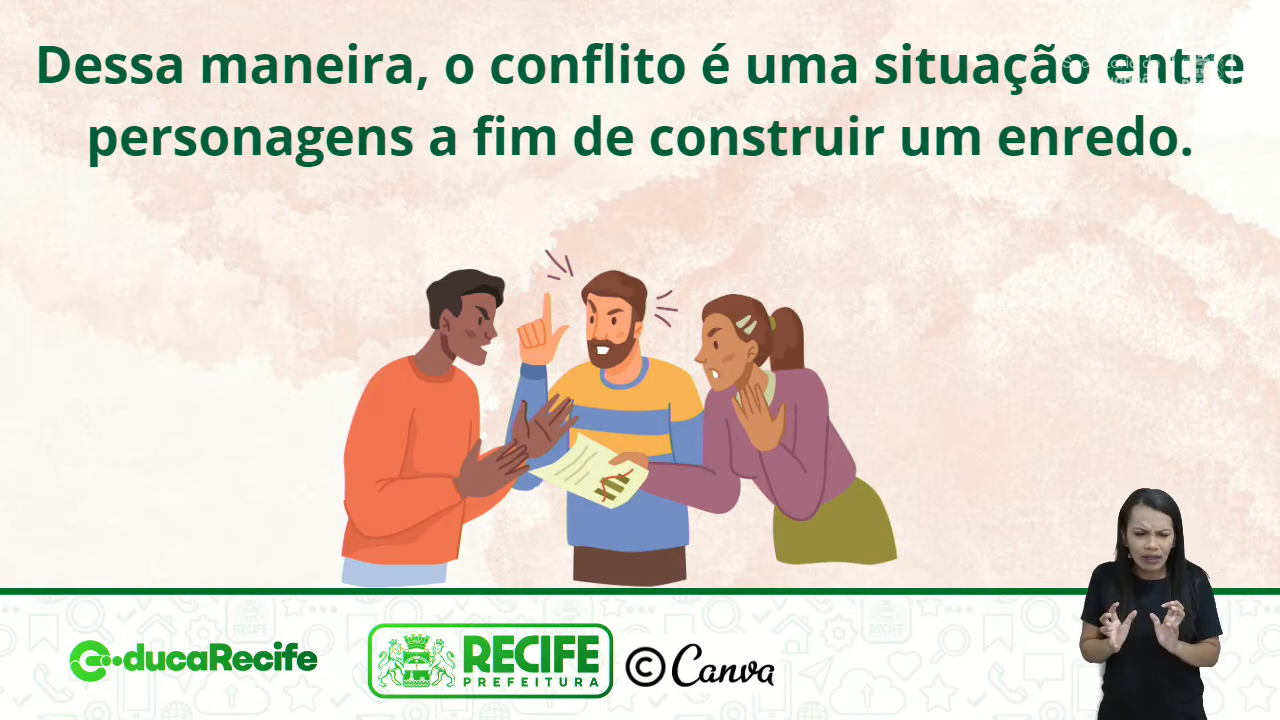 Dessa maneira, o conflito é uma situação entre
personagens a fim de construir um enredo.
educaRecife
RECIFE
PREFEITURA
© Canva